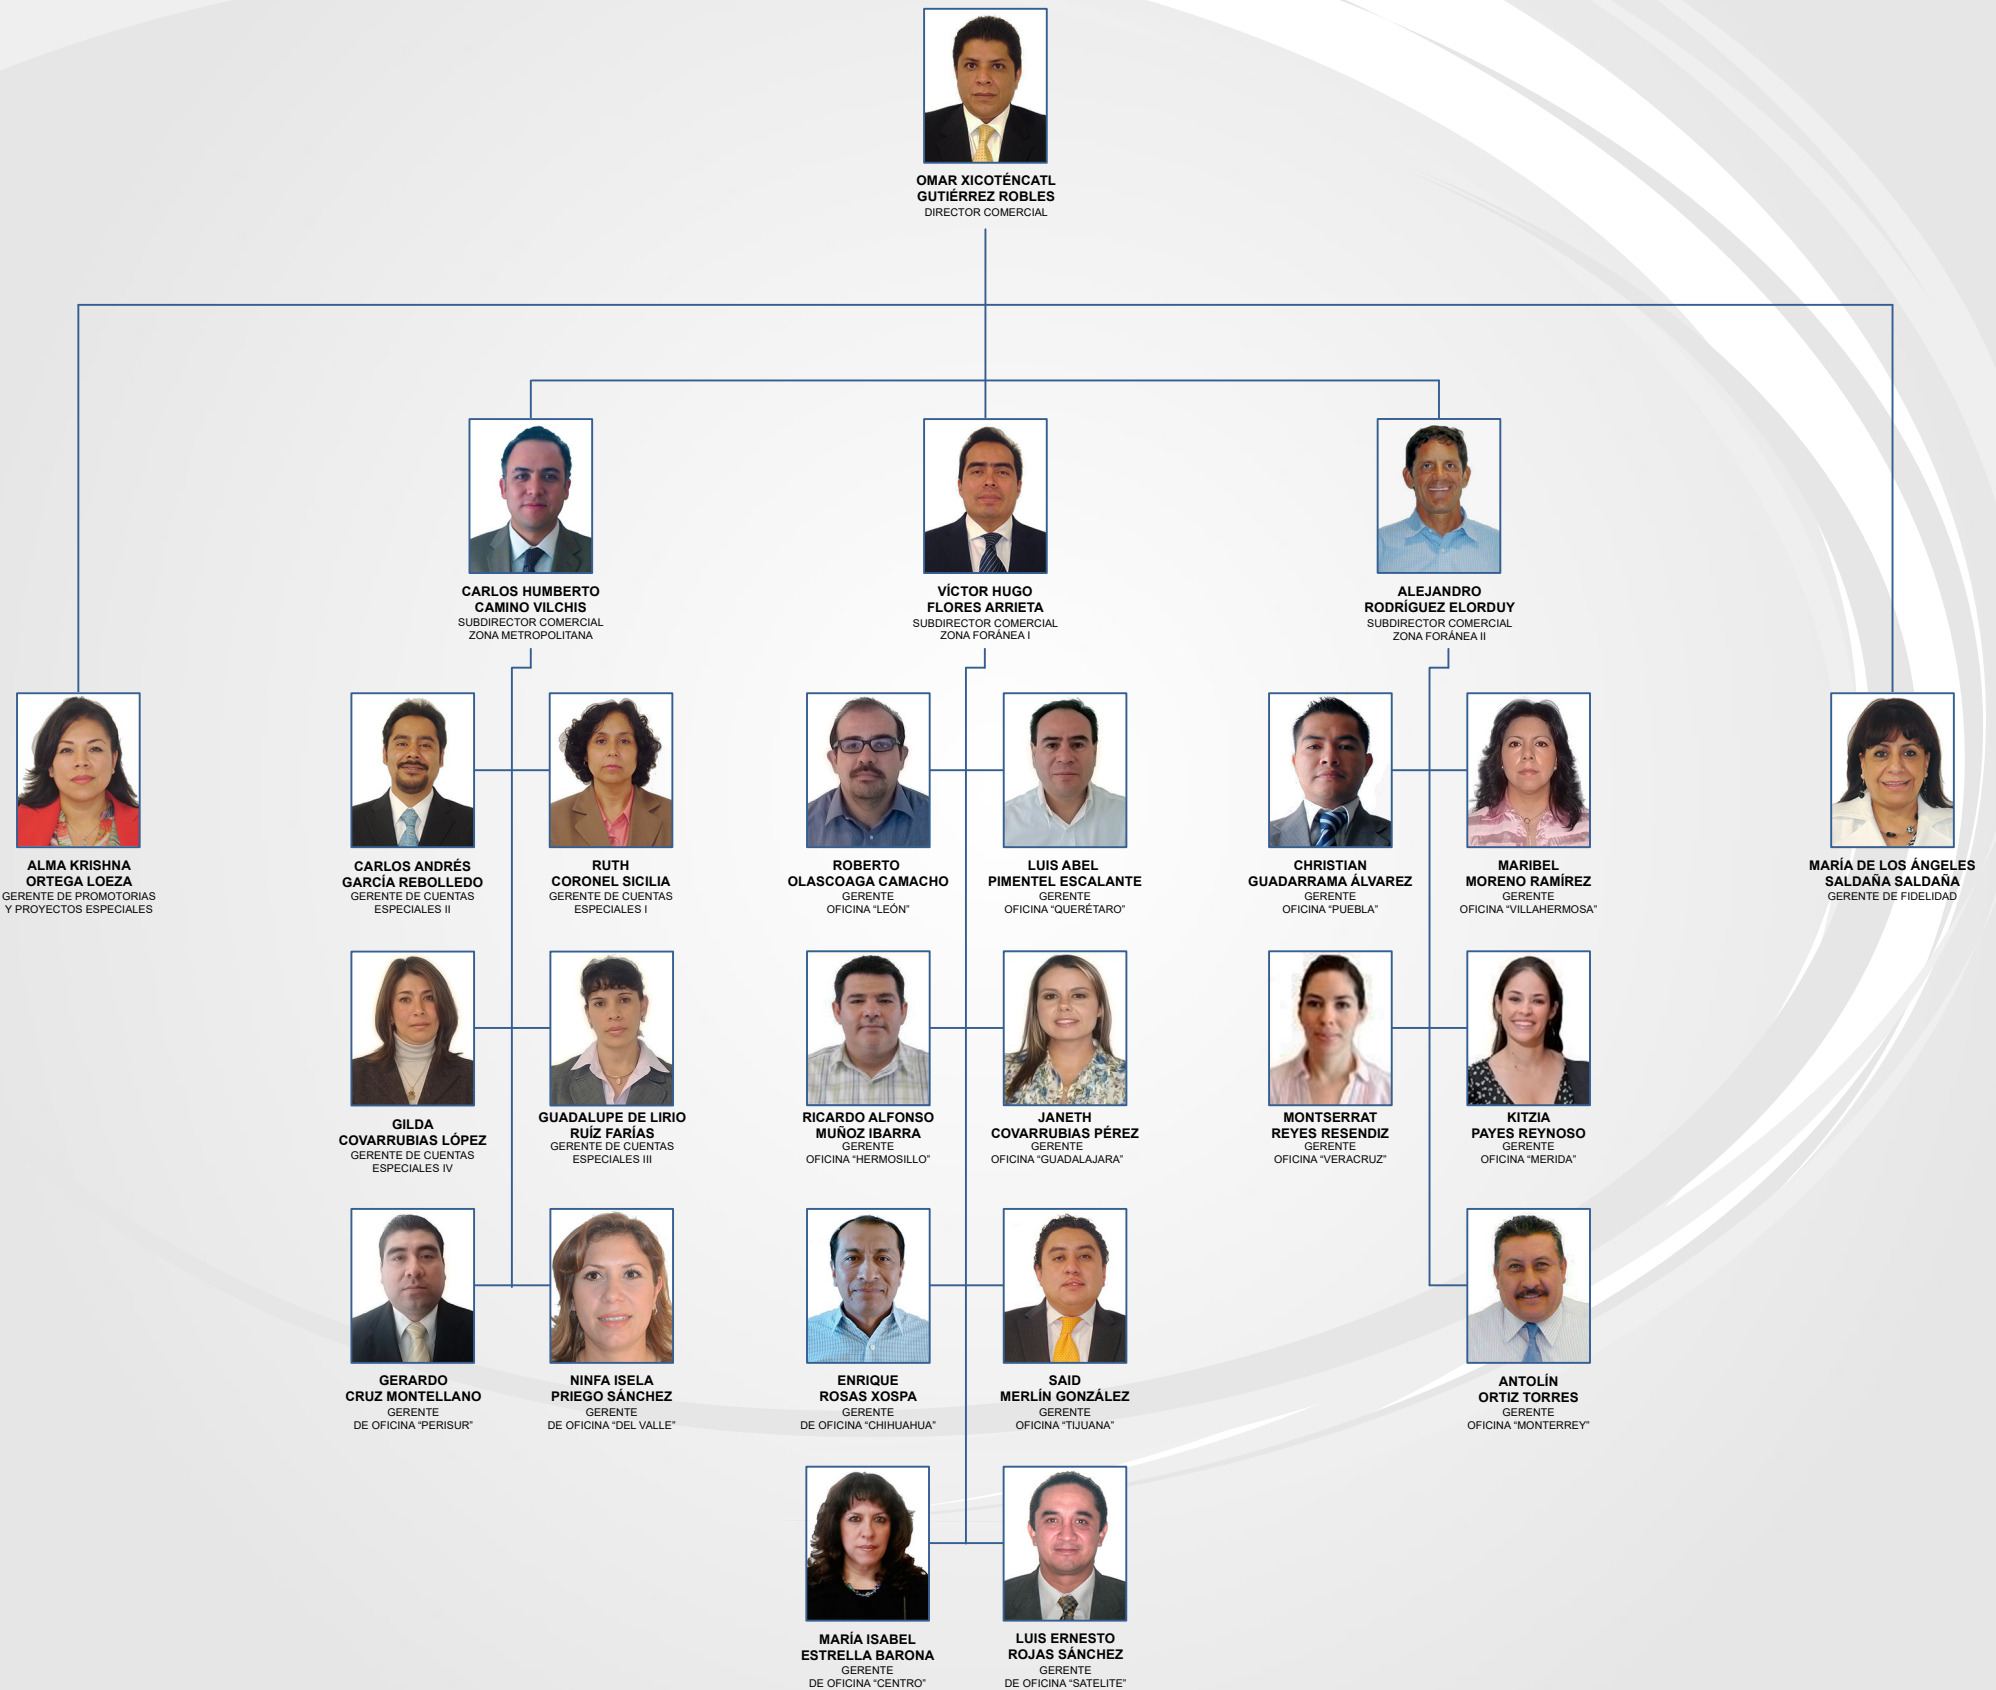 OMAR XICOTÉNCATL
GUTIÉRREZ ROBLES
DIRECTOR COMERCIAL
CARLOS HUMBERTO
CAMINO VILCHIS
SUBDIRECTOR COMERCIAL
ZONA METROPOLITANA
VÍCTOR HUGO
FLORES ARRIETA
SUBDIRECTOR COMERCIAL
ZONA FORÁNEA I
ALEJANDRO
RODRÍGUEZ ELORDUY
SUBDIRECTOR COMERCIAL
ZONA FORÁNEA II
ALMA KRISHNA
ORTEGA LOEZA
GERENTE DE PROMOTORIAS
Y PROYECTOS ESPECIALES
CARLOS ANDRÉS
GARCÍA REBOLLEDO
GERENTE DE CUENTAS
ESPECIALES II
RUTH
CORONEL SICILIA
GERENTE DE CUENTAS
ESPECIALES I
ROBERTO
OLASCOAGA CAMACHO
GERENTE
OFICINA “LEÓN”
LUIS ABEL
PIMENTEL ESCALANTE
GERENTE
OFICINA “QUERÉTARO”
CHRISTIAN
GUADARRAMA ÁLVAREZ
GERENTE
OFICINA “PUEBLA”
MARIBEL
MORENO RAMÍREZ
GERENTE
OFICINA “VILLAHERMOSA”
MARÍA DE LOS ÁNGELES
SALDAÑA SALDAÑA
GERENTE DE FIDELIDAD
GILDA
COVARRUBIAS LÓPEZ
GERENTE DE CUENTAS
ESPECIALES IV
GUADALUPE DE LIRIO
RUÍZ FARÍAS
GERENTE DE CUENTAS
ESPECIALES III
RICARDO ALFONSO
MUÑOZ IBARRA
GERENTE
OFICINA “HERMOSILLO”
JANETH
COVARRUBIAS PÉREZ
GERENTE
OFICINA “GUADALAJARA”
MONTSERRAT
REYES RESENDIZ
GERENTE
OFICINA “VERACRUZ”
KITZIA
PAYES REYNOSO
GERENTE
OFICINA “MERIDA”
GERARDO
CRUZ MONTELLANO
GERENTE
DE OFICINA “PERISUR”
NINFA ISELA
PRIEGO SÁNCHEZ
GERENTE
DE OFICINA “DEL VALLE”
ENRIQUE
ROSAS XOSPA
GERENTE
DE OFICINA “CHIHUAHUA”
SAID
MERLÍN GONZÁLEZ
GERENTE
OFICINA “TIJUANA”
ANTOLÍN
ORTIZ TORRES
GERENTE
OFICINA “MONTERREY”
MARÍA ISABEL
ESTRELLA BARONA
GERENTE
DE OFICINA “CENTRO”
LUIS ERNESTO
ROJAS SÁNCHEZ
GERENTE
DE OFICINA “SATELITE”